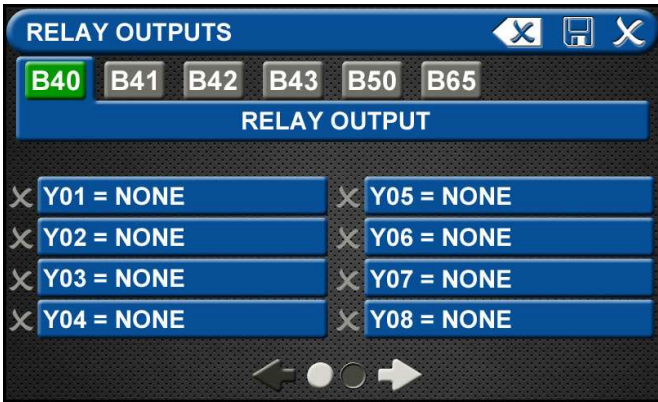 RELAY OUTPUTS
B40 B41 B42 B43 B50 B65
RELAY OUTPUT
Y01 = NONE
Y02 = NONE
Y03 = NONE
Y04 = NONE
Y05 = NONE
Y06 = NONE
Y07 = NONE
Y08 = NONE